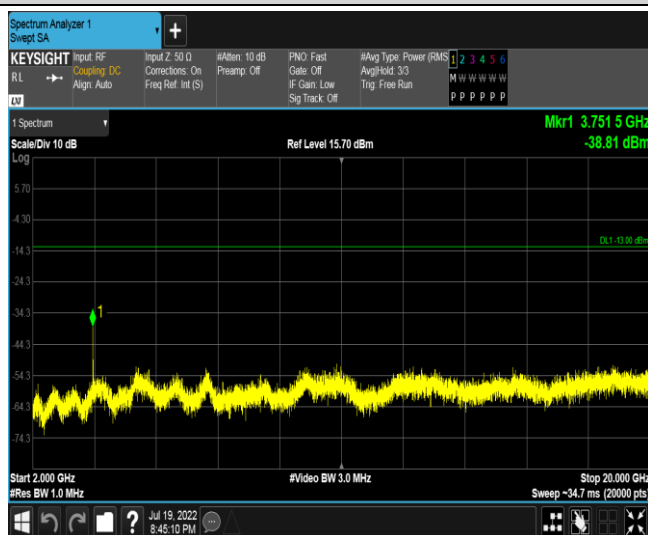 Spectrum Analyzer 1
Swept SA
+
KEYSIGHT
RL
LXI
Input: RF
Coupling: DC
Align: Auto
Input Z: 50 Ω
Corrections: On
Freq Ref: Int (S)
#Atten: 10 dB
Preamp: Off
PNO: Fast
Gate: Off
IF Gain: Low
Sig Track: Off
#Avg Type: Power (RMS
Avg|Hold: 3/3
Trig: Free Run
1 2 3 4 5 6
M W W W W W
P P P P P P
1 Spectrum
Scale/Div 10 dB
Log
Ref Level 15.70 dBm
Mkr1 3.751 5 GHz
-38.81 dBm
5.70
-4.30
DL1 -13.00 dBm
-14.3
-24.3
-34.3
1
-44.3
-54.3
-64.3
-74.3
Start 2.000 GHz
#Video BW 3.0 MHz
Stop 20.000 GHz
#Res BW 1.0 MHz
Sweep ~34.7 ms (20000 pts)
?
Jul 19, 2022
8:45:10 PM